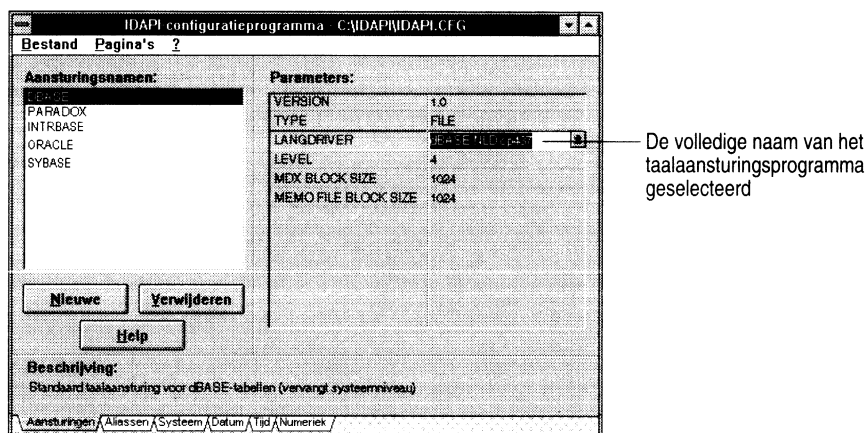 IDAPI configuratieprogramma - C:\IDAPI\IDAPI.CFG
Bestand Pagina's ?
Aansturingsnamen:
DBASE
PARADOX
INTRBASE
ORACLE
SYBASE
Nieuwe Verwijderen
Help
Parameters:
VERSION 1.0
TYPE FILE
LANGDRIVER
LEVEL 4
MDX BLOCK SIZE 1024
MEMO FILE BLOCK SIZE 1024
De volledige naam van het
taalaansturingsprogramma
geselecteerd
Beschrijving:
Standaard taalaansturing voor dBASE-tabellen (vervangt systeemniveau)
Aansturingen Aliassen Systeem Datum Tijd Numeriek